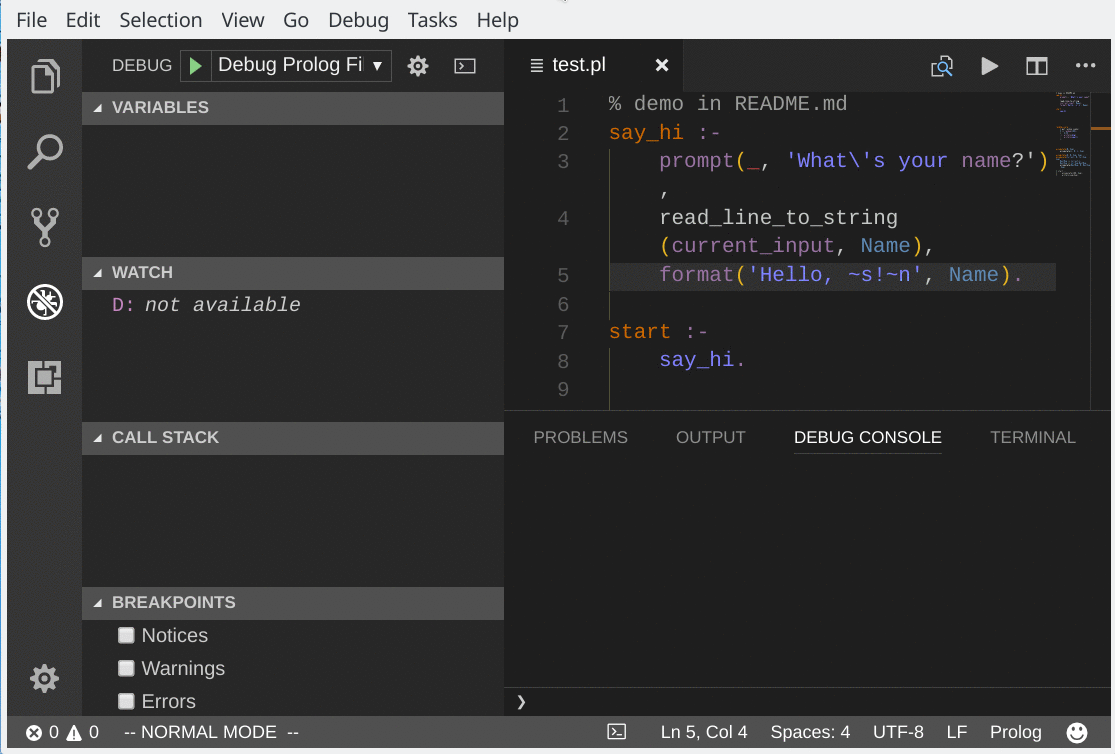 File Edit Selection View Go Debug Tasks Help
DEBUG Debug Prolog Fi
test.pl
VARIABLES
WATCH
D: not available
CALL STACK
BREAKPOINTS
Notices
Warnings
Errors
1 % demo in README.md
2 say_hi :-
3 prompt(_, 'What\'s your name?')
,
4 read_line_to_string
(current_input, Name),
5 format('Hello, ~s!~n', Name).
6
7 start :-
8 say_hi.
9
PROBLEMS OUTPUT DEBUG CONSOLE TERMINAL
❯
0 0 -- NORMAL MODE -- Ln 5, Col 4 Spaces: 4 UTF-8 LF Prolog